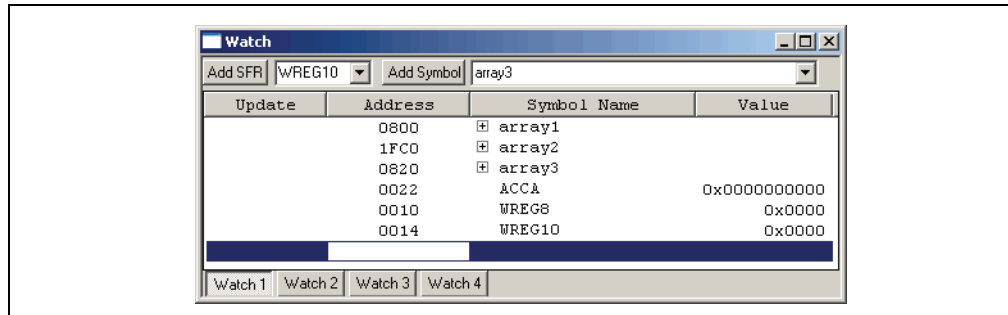 Watch
Add SFR WREG10 Add Symbol array3
Update Address Symbol Name Value
0800 array1
1FC0 array2
0820 array3
0022 ACCA 0x0000000000
0010 WREG8 0x0000
0014 WREG10 0x0000
Watch 1 Watch 2 Watch 3 Watch 4